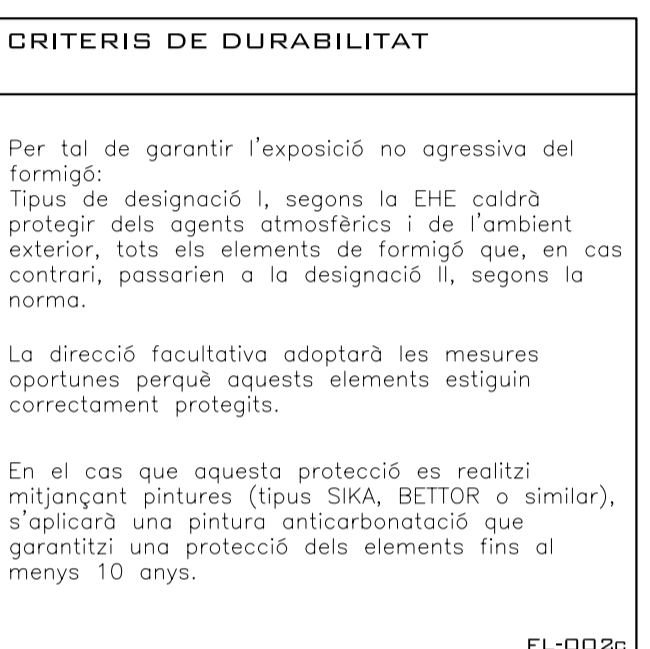 CRITERIS DE DURABILITAT
Per tal de garantir l'exposició no agressiva del
formigó:
Tipus de designació I, segons la EHE caldrà
protegir dels agents atmosfèrics i de l'ambient
exterior, tots els elements de formigó que, en cas
contrari, passarien a la designació II, segons la
norma.
La direcció facultativa adoptarà les mesures
oportunes perquè aquests elements estiguin
correctament protegits.
En el cas que aquesta protecció es realitzi
mitjançant pintures (tipus SIKA, BETTOR o similar),
s'aplicarà una pintura anticarbonatació que
garantitzi una protecció dels elements fins al
menys 10 anys.
FL-002c